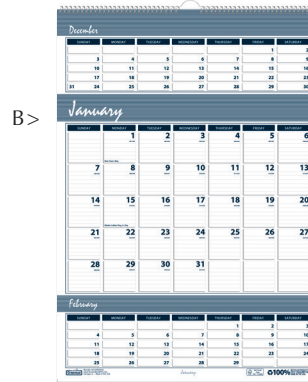 December
SUNDAY MONDAY TUESDAY WEDNESDAY THURSDAY FRIDAY SATURDAY
1 2
3 4 5 6 7 8 9
10 11 12 13 14 15 16
17 18 19 20 21 22 23
31 24 25 26 27 28 29 30
B>
January
SUNDAY MONDAY TUESDAY WEDNESDAY THURSDAY FRIDAY SATURDAY
1 2 3 4 5 6
New Year's Day
7 8 9 10 11 12 13
14 15 16 17 18 19 20
21 22 23 24 25 26 27
28 29 30 31
February
SUNDAY MONDAY TUESDAY WEDNESDAY THURSDAY FRIDAY SATURDAY
1 2 3
4 5 6 7 8 9 10
11 12 13 14 15 16 17
18 19 20 21 22 23 24
25 26 27 28 29
January
100%